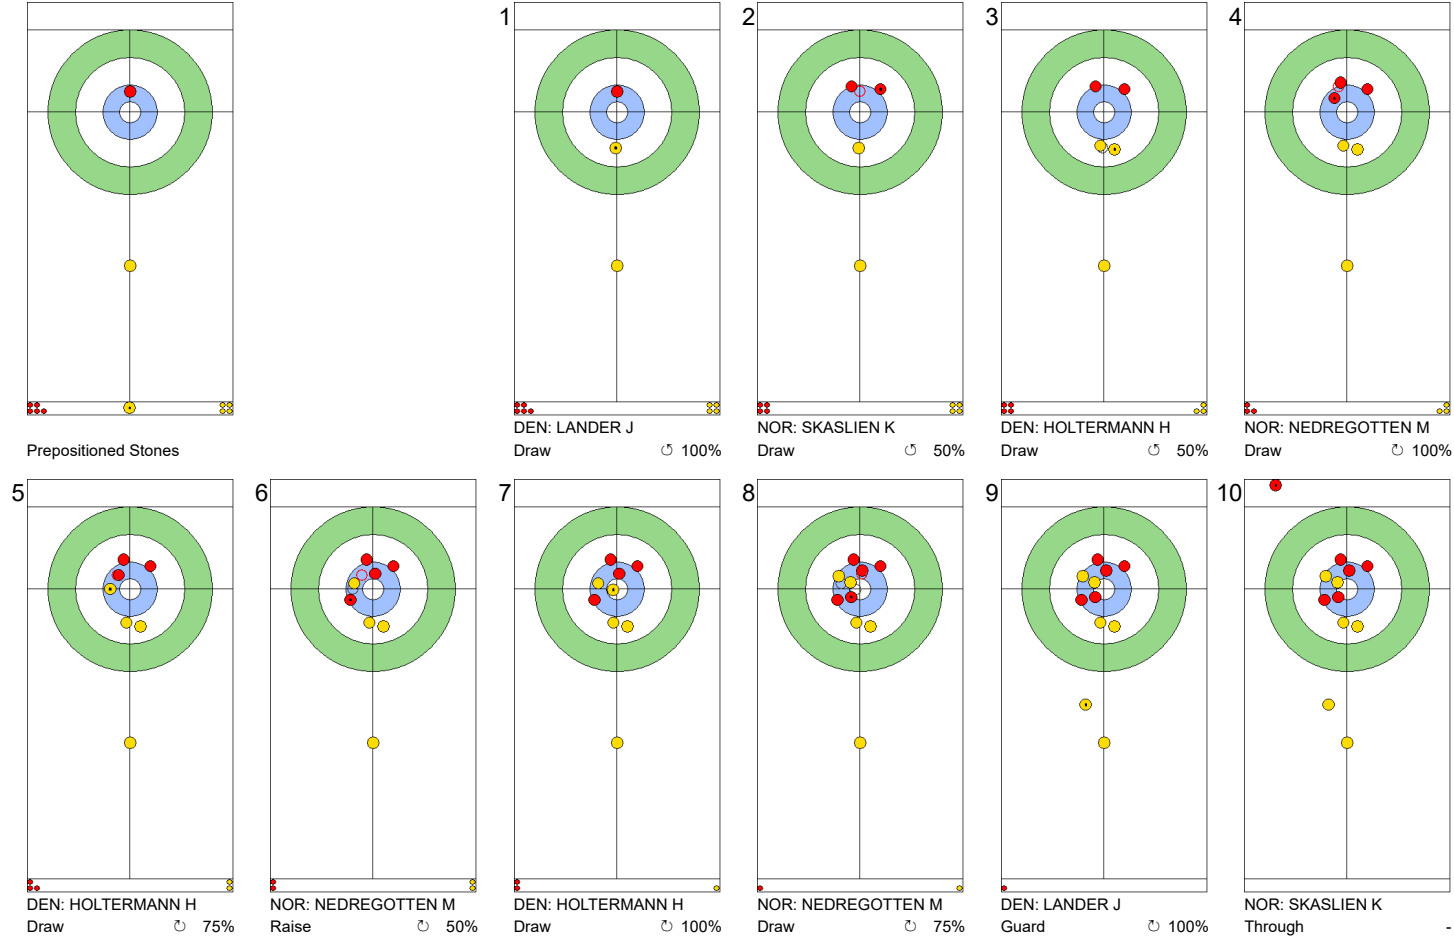 1
2
3
4
Prepositioned Stones
DEN: LANDER J
Draw 100%
NOR: SKASLIEN K
Draw 50%
DEN: HOLTERMANN H
Draw 50%
NOR: NEDREGOTTEN M
Draw 100%
5
6
7
8
9
10
DEN: HOLTERMANN H
Draw 75%
NOR: NEDREGOTTEN M
Raise 50%
DEN: HOLTERMANN H
Draw 100%
NOR: NEDREGOTTEN M
Draw 75%
DEN: LANDER J
Guard 100%
NOR: SKASLIEN K
Through -